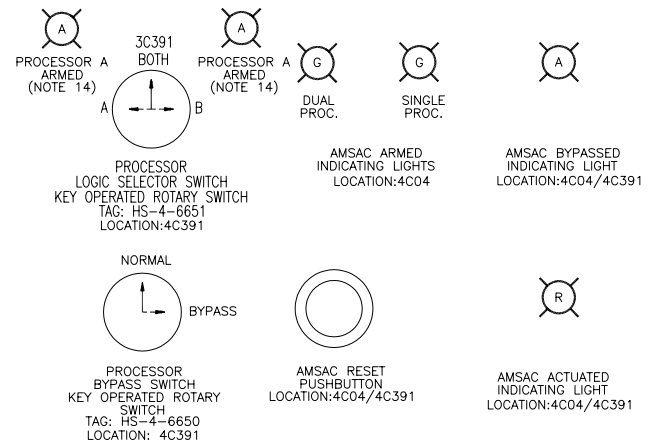 A
PROCESSOR A
ARMED
(NOTE 14)
3C391
BOTH
A
B
A
PROCESSOR A
ARMED
(NOTE 14)
PROCESSOR
LOGIC SELECTOR SWITCH
KEY OPERATED ROTARY SWITCH
TAG: HS-4-6651
LOCATION:4C391
G
DUAL
PROC.
G
SINGLE
PROC.
AMSAC ARMED
INDICATING LIGHTS
LOCATION:4C04
A
AMSAC BYPASSED
INDICATING LIGHT
LOCATION:4C04/4C391
NORMAL
BYPASS
PROCESSOR
BYPASS SWITCH
KEY OPERATED ROTARY
SWITCH
TAG: HS-4-6650
LOCATION: 4C391
AMSAC RESET
PUSHBUTTON
LOCATION:4C04/4C391
R
AMSAC ACTUATED
INDICATING LIGHT
LOCATION:4C04/4C391